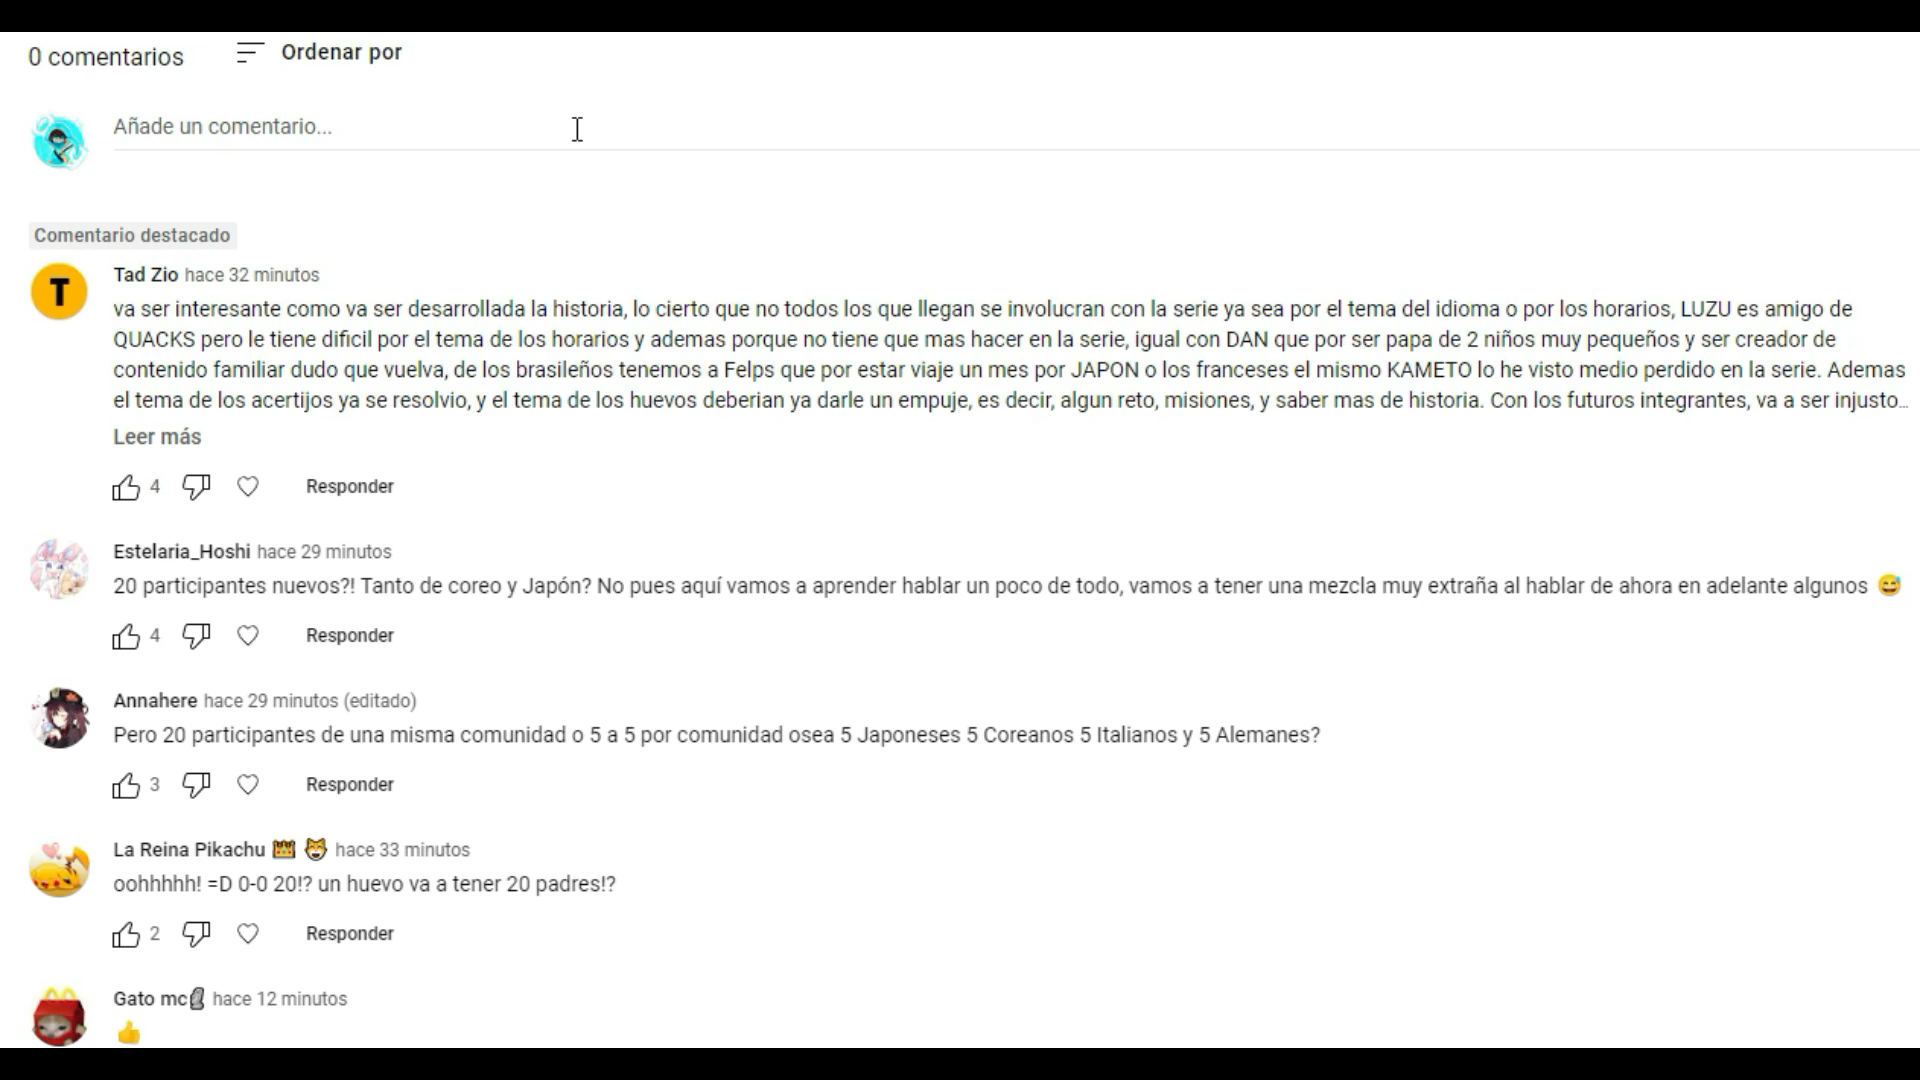 0 comentarios
Ordenar por
Añade un comentario...
Comentario destacado
T
Tad Zio hace 32 minutos
va ser interesante como va ser desarrollada la historia, lo cierto que no todos los que llegan se involucran con la serie ya sea por el tema del idioma o por los horarios, LUZU es amigo de
QUACKS pero le tiene dificil por el tema de los horarios y ademas porque no tiene que mas hacer en la serie, igual con DAN que por ser papa de 2 niños muy pequeños y ser creador de
contenido familiar dudo que vuelva, de los brasileños tenemos a Felps que por estar viaje un mes por JAPON o los franceses el mismo KAMETO lo he visto medio perdido en la serie. Ademas
el tema de los acertijos ya se resolvio, y el tema de los huevos deberian ya darle un empuje, es decir, algun reto, misiones, y saber mas de historia. Con los futuros integrantes, va a ser injusto...
Leer más
4 Responder
Estelaria_Hoshi hace 29 minutos
20 participantes nuevos?! Tanto de coreo y Japón? No pues aquí vamos a aprender hablar un poco de todo, vamos a tener una mezcla muy extraña al hablar de ahora en adelante algunos 😅
4 Responder
Annahere hace 29 minutos (editado)
Pero 20 participantes de una misma comunidad o 5 a 5 por comunidad osea 5 Japoneses 5 Coreanos 5 Italianos y 5 Alemanes?
3 Responder
La Reina Pikachu 👑 😸 hace 33 minutos
oohhhhh! =D 0-0 20!? un huevo va a tener 20 padres!?
2 Responder
Gato mc🗿 hace 12 minutos
👍